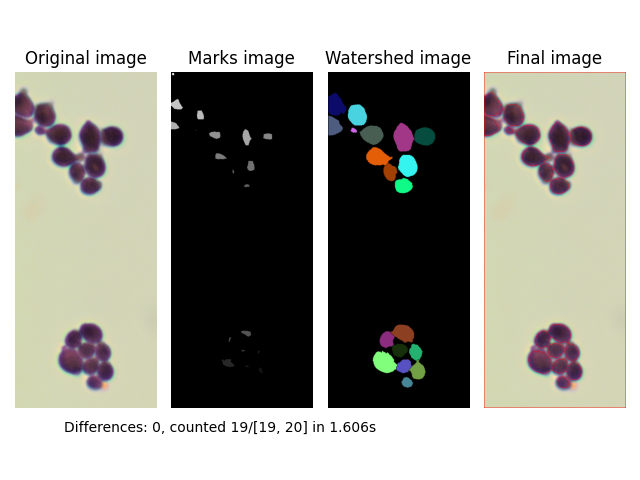 Original image
Marks image
Watershed image
Final image
Differences: 0, counted 19/[19, 20] in 1.606s